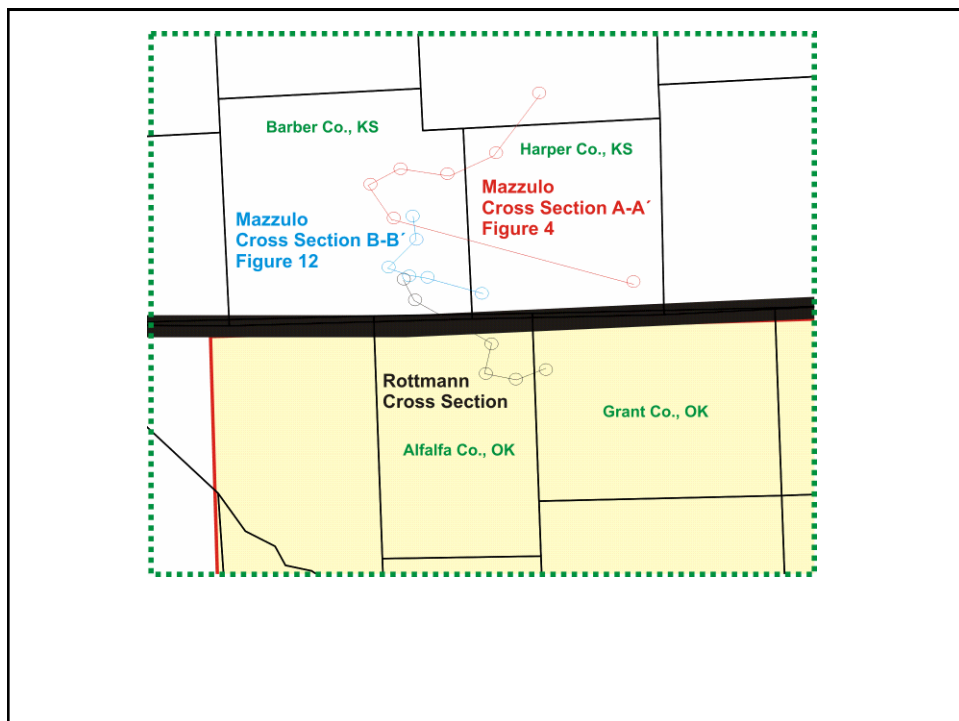 Barber Co., KS
Harper Co., KS
Mazzulo
Cross Section A-A´
Figure 4
Mazzulo
Cross Section B-B´
Figure 12
Rottmann
Cross Section
Grant Co., OK
Alfalfa Co., OK